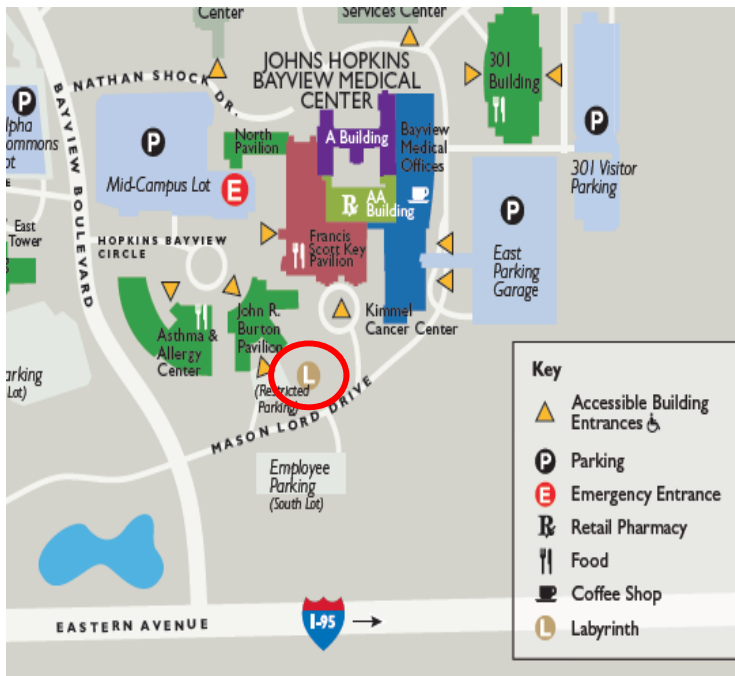 Center
Services Center
JOHNS HOPKINS
BAYVIEW MEDICAL
CENTER
NATHAN SHOCK DR.
301
Building
P
P
P
A Building
Bayview
Medical
Offices
North
Pavilion
BAYVIEW BOULEVARD
Mid-Campus Lot
E
AA
Building
301 Visitor
Parking
P
East
Tower
HOPKINS BAYVIEW
CIRCLE
Francis
Scott Key
Pavilion
East
Parking
Garage
John R.
Burton
Pavilion
Kimmel
Cancer Center
Asthma &
Allergy
Center
L
(Restricted
Parking)
MASON LORD DRIVE
Lot)
Employee
Parking
(South Lot)
Key
Accessible Building
Entrances
P Parking
E Emergency Entrance
Retail Pharmacy
Food
Coffee Shop
L Labyrinth
I-95
EASTERN AVENUE